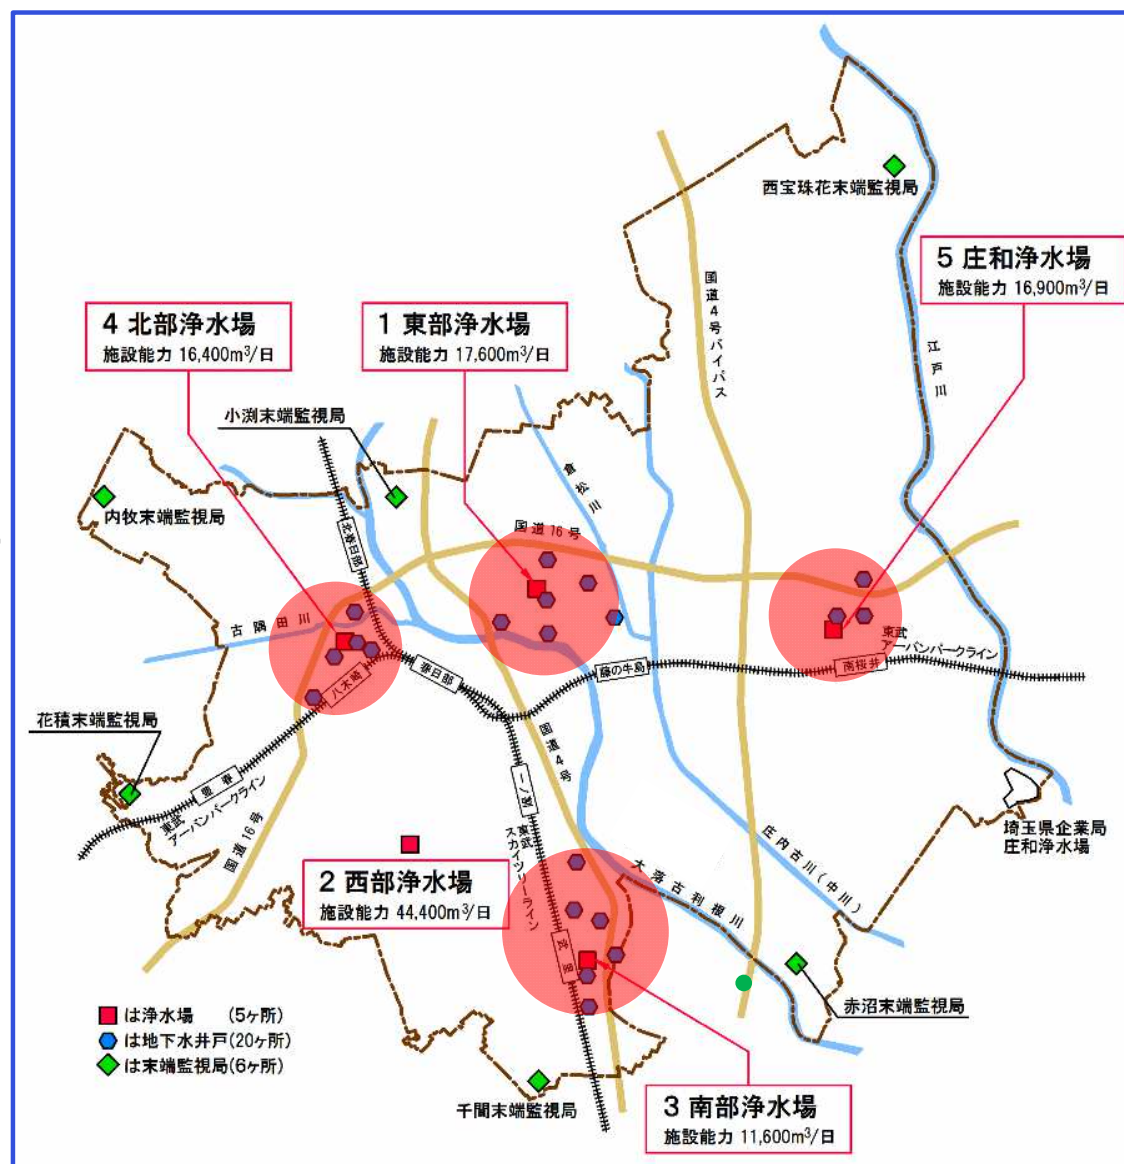 西宝珠花末端監視局
5 庄和浄水場
施設能力 16,900m³/日
国道4号バイパス
江戸川
4 北部浄水場
施設能力 16,400m³/日
1 東部浄水場
施設能力 17,600m³/日
小渕末端監視局
倉松川
内牧末端監視局
北春日部
国道16号
古隅田川
八木崎
春日部
藤の牛島
南桜井
東武
アーバンパークライン
花積末端監視局
豊春
東武
アーバンパークライン
国道16号
国道4号
一ノ割
東武
スカイツリーライン
埼玉県企業局
庄和浄水場
庄内古川(中川)
大落古利根川
2 西部浄水場
施設能力 44,400m³/日
武里
赤沼末端監視局
は浄水場 (5ヶ所)
は地下水井戸(20ヶ所)
は末端監視局(6ヶ所)
千間末端監視局
3 南部浄水場
施設能力 11,600m³/日